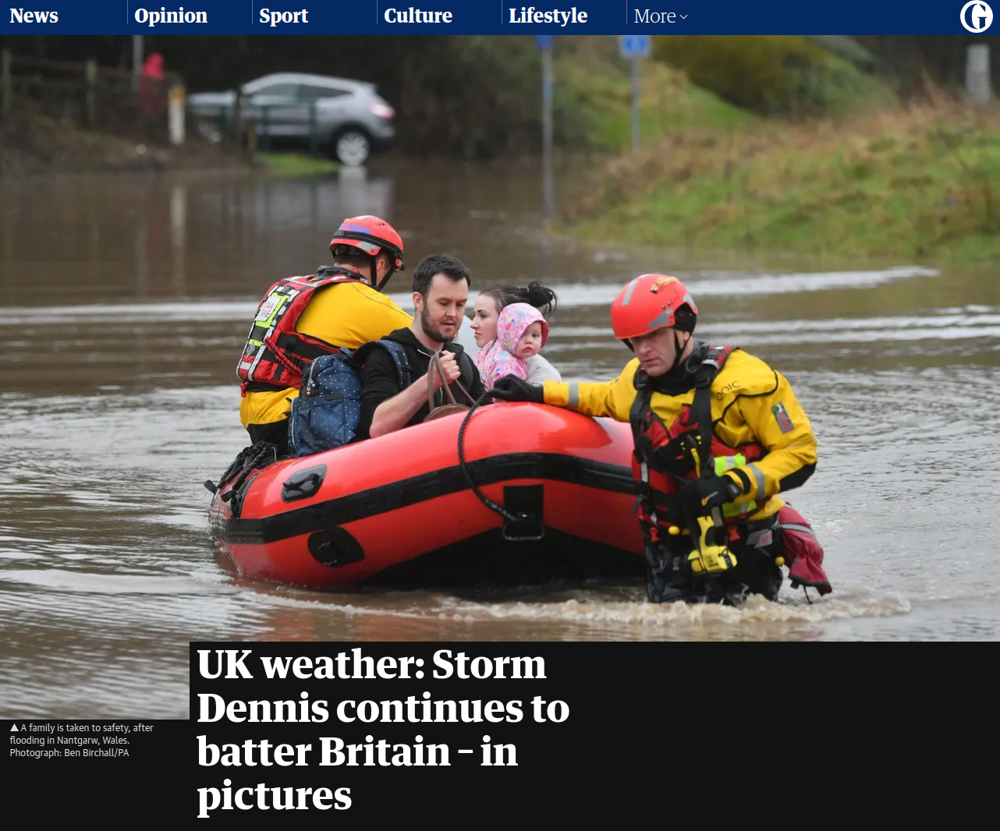 News
Opinion
Sport
Culture
Lifestyle
More
UK weather: Storm
Dennis continues to
batter Britain – in
pictures
▲ A family is taken to safety, after
flooding in Nantgarw, Wales.
Photograph: Ben Birchall/PA